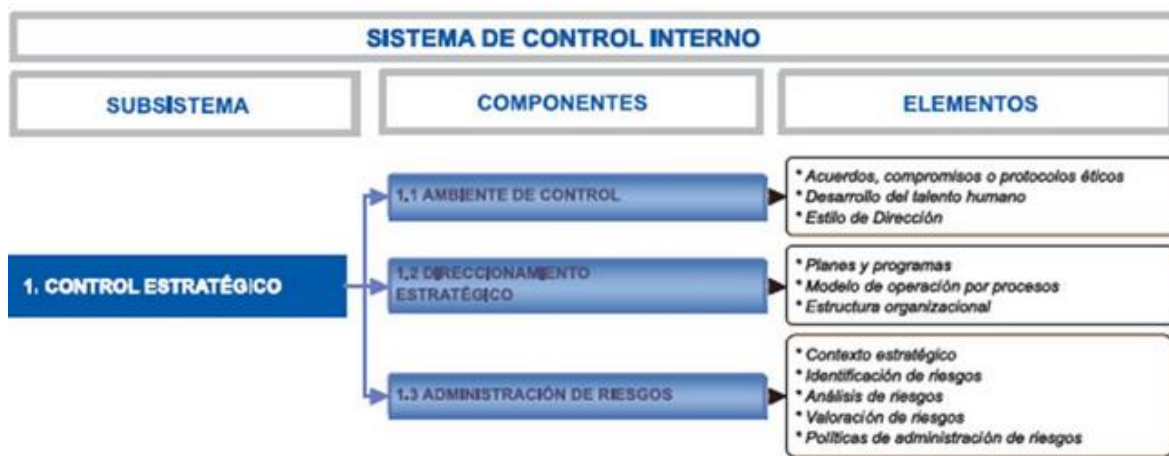 SISTEMA DE CONTROL INTERNO
SUBSISTEMA
COMPONENTES
ELEMENTOS
1. CONTROL ESTRATÉGICO
1.1 AMBIENTE DE CONTROL
* Acuerdos, compromisos o protocolos éticos
* Desarrollo del talento humano
* Estilo de Dirección
1.2 DIRECCIONAMIENTO
ESTRATÉGICO
* Planes y programas
* Modelo de operación por procesos
* Estructura organizacional
1.3 ADMINISTRACIÓN DE RIESGOS
* Contexto estratégico
* Identificación de riesgos
* Análisis de riesgos
* Valoración de riesgos
* Políticas de administración de riesgos